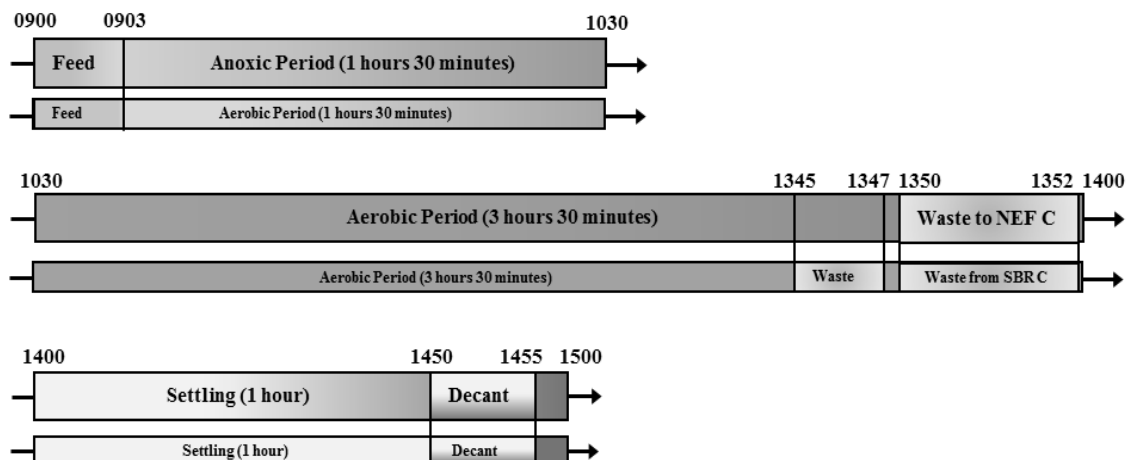 0900 0903 1030
Feed Anoxic Period (1 hours 30 minutes)
Feed Aerobic Period (1 hours 30 minutes)
1030 1345 1347 1350 1352 1400
Aerobic Period (3 hours 30 minutes) Waste to NEF C
Aerobic Period (3 hours 30 minutes) Waste Waste from SBR C
1400 1450 1455 1500
Settling (1 hour) Decant
Settling (1 hour) Decant